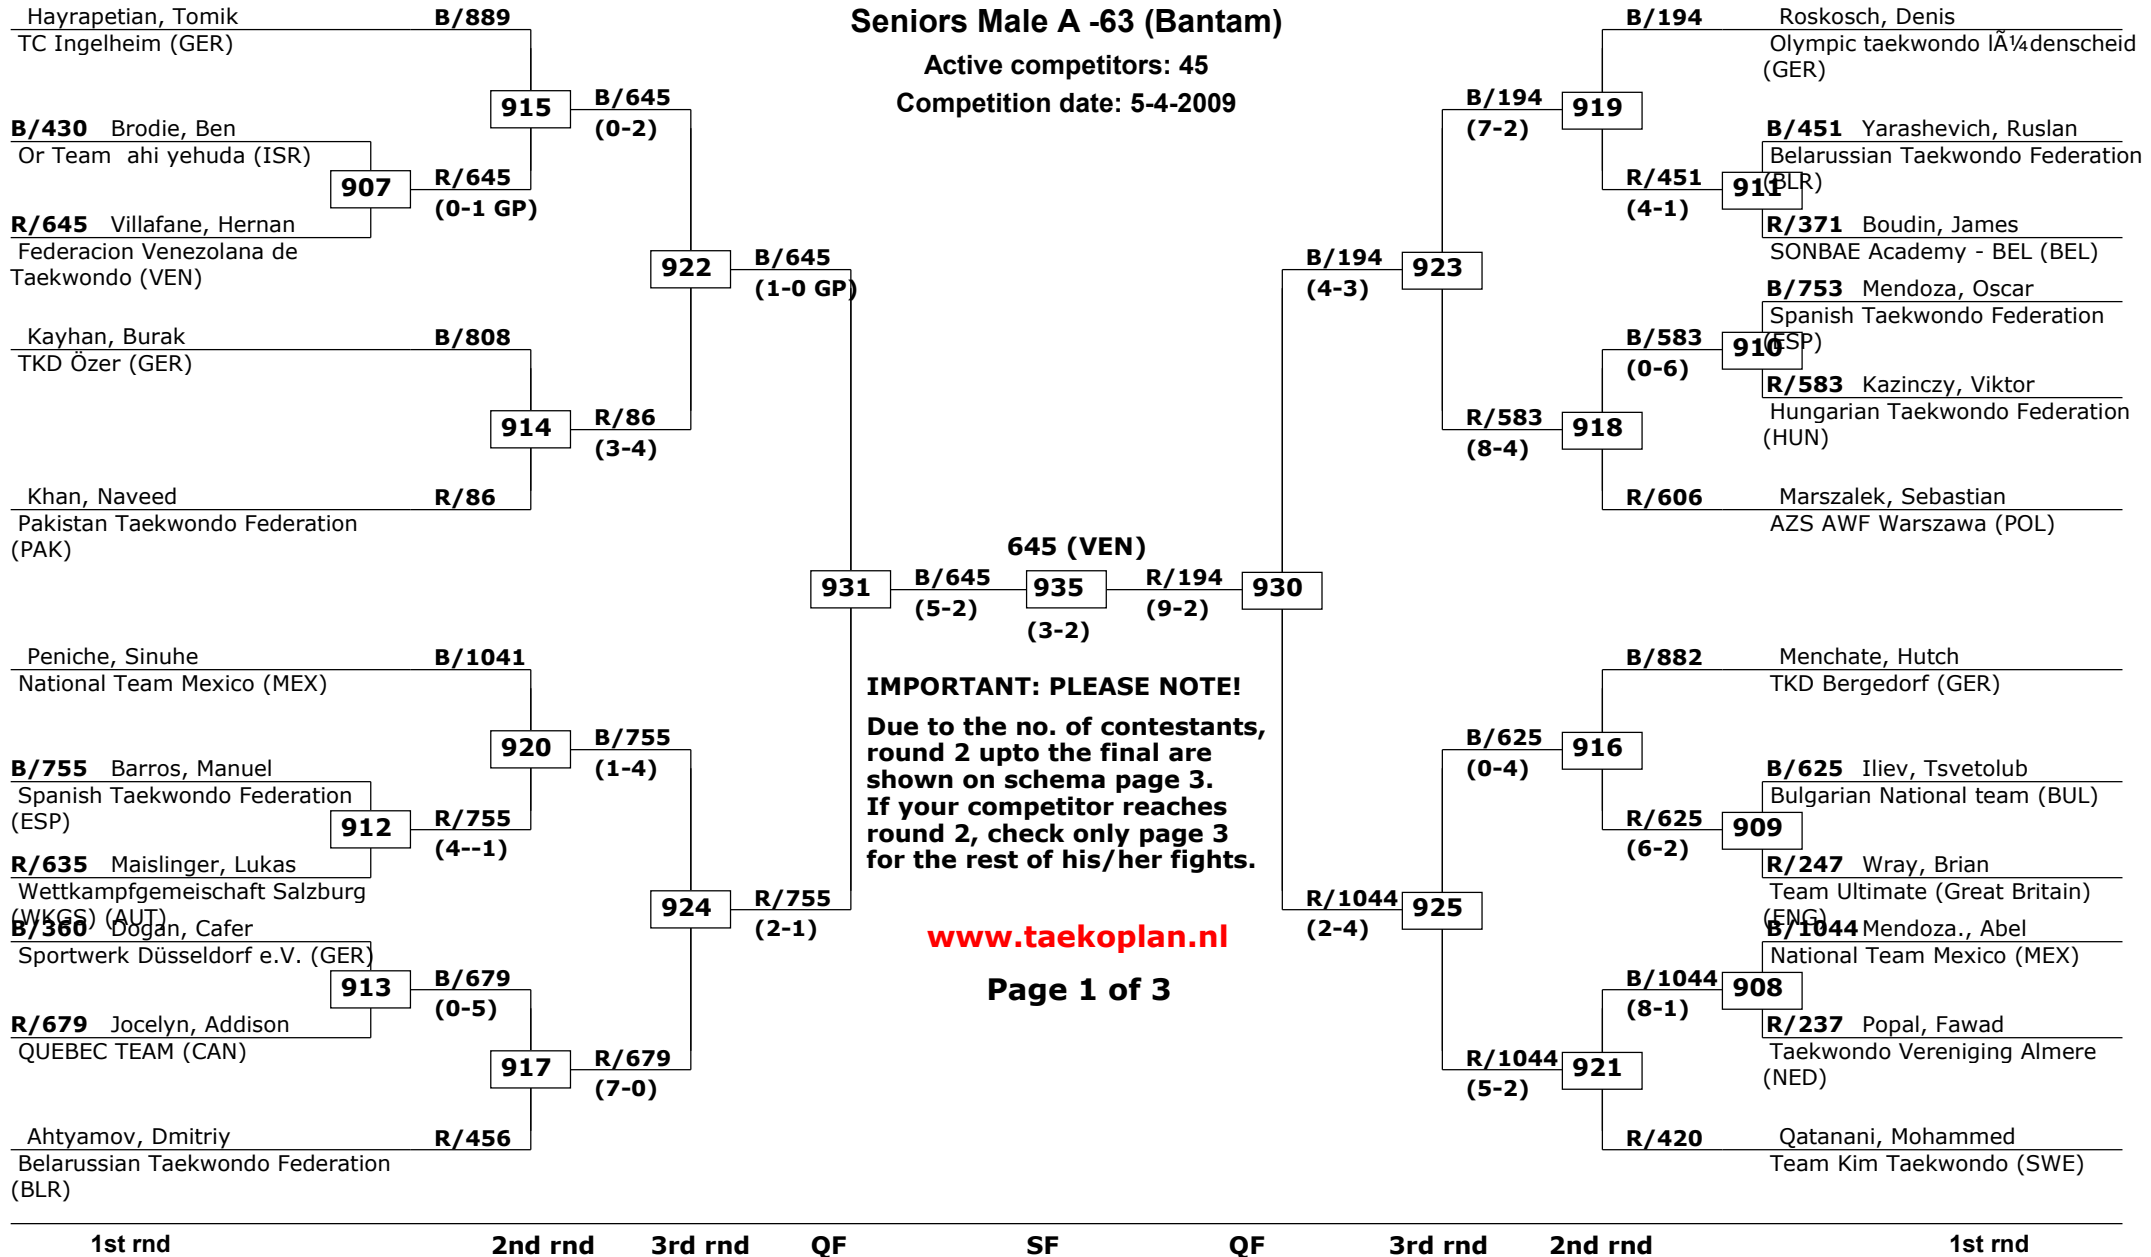 Seniors Male A -63 (Bantam)
Active competitors: 45
Competition date: 5-4-2009
Hayrapetian, Tomik B/889
TC Ingelheim (GER)
915
B/645
(0-2)
B/430 Brodie, Ben
Or Team ahi yehuda (ISR)
907
R/645
(0-1 GP)
R/645 Villafane, Hernan
Federacion Venezolana de
Taekwondo (VEN)
922
B/645
(1-0 GP)
Kayhan, Burak B/808
TKD Özer (GER)
914
R/86
(3-4)
Khan, Naveed R/86
Pakistan Taekwondo Federation
(PAK)
931
B/645
(5-2)
645 (VEN)
935
(3-2)
R/194
(9-2)
930
Peniche, Sinuhe B/1041
National Team Mexico (MEX)
920
B/755
(1-4)
B/755 Barros, Manuel
Spanish Taekwondo Federation
(ESP)
912
R/755
(4--1)
R/635 Maislinger, Lukas
Wettkampfgemeischaft Salzburg
(WKGS) (AUT)
924
R/755
(2-1)
B/360 Dogan, Cafer
Sportwerk Düsseldorf e.V. (GER)
913
B/679
(0-5)
R/679 Jocelyn, Addison
QUEBEC TEAM (CAN)
917
R/679
(7-0)
Ahtyamov, Dmitriy R/456
Belarussian Taekwondo Federation
(BLR)
IMPORTANT: PLEASE NOTE!
Due to the no. of contestants,
round 2 upto the final are
shown on schema page 3.
If your competitor reaches
round 2, check only page 3
for the rest of his/her fights.
www.taekoplan.nl
Page 1 of 3
B/194 Roskosch, Denis
Olympic taekwondo lÃ¼denscheid
(GER)
B/194
(7-2)
919
B/451 Yarashevich, Ruslan
Belarussian Taekwondo Federation
(BLR)
R/451
(4-1)
911
R/371 Boudin, James
SONBAE Academy - BEL (BEL)
B/194
(4-3)
923
B/753 Mendoza, Oscar
Spanish Taekwondo Federation
(ESP)
B/583
(0-6)
910
R/583 Kazinczy, Viktor
Hungarian Taekwondo Federation
(HUN)
R/583
(8-4)
918
R/606 Marszalek, Sebastian
AZS AWF Warszawa (POL)
B/882 Menchate, Hutch
TKD Bergedorf (GER)
B/625
(0-4)
916
B/625 Iliev, Tsvetolub
Bulgarian National team (BUL)
R/625
(6-2)
909
R/247 Wray, Brian
Team Ultimate (Great Britain)
(ENG)
R/1044
(2-4)
925
B/1044 Mendoza., Abel
National Team Mexico (MEX)
B/1044
(8-1)
908
R/237 Popal, Fawad
Taekwondo Vereniging Almere
(NED)
R/1044
(5-2)
921
R/420 Qatanani, Mohammed
Team Kim Taekwondo (SWE)
1st rnd 2nd rnd 3rd rnd QF SF QF 3rd rnd 2nd rnd 1st rnd